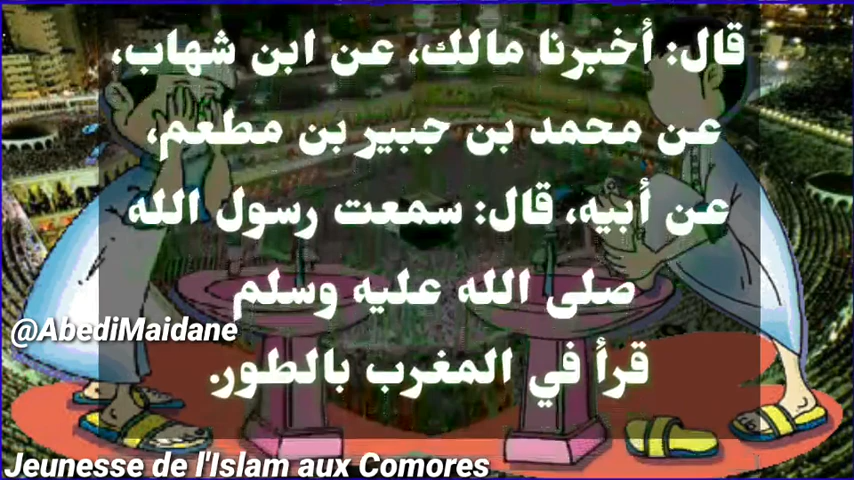 قال: أخبرنا مالك، عن ابن شهاب،
عن محمد بن جبير بن مطعم،
عن أبيه، قال: سمعت رسول الله
صلى الله عليه وسلم
قرأ في المغرب بالطور.
@AbediMaidane
Jeunesse de l'Islam aux Comores